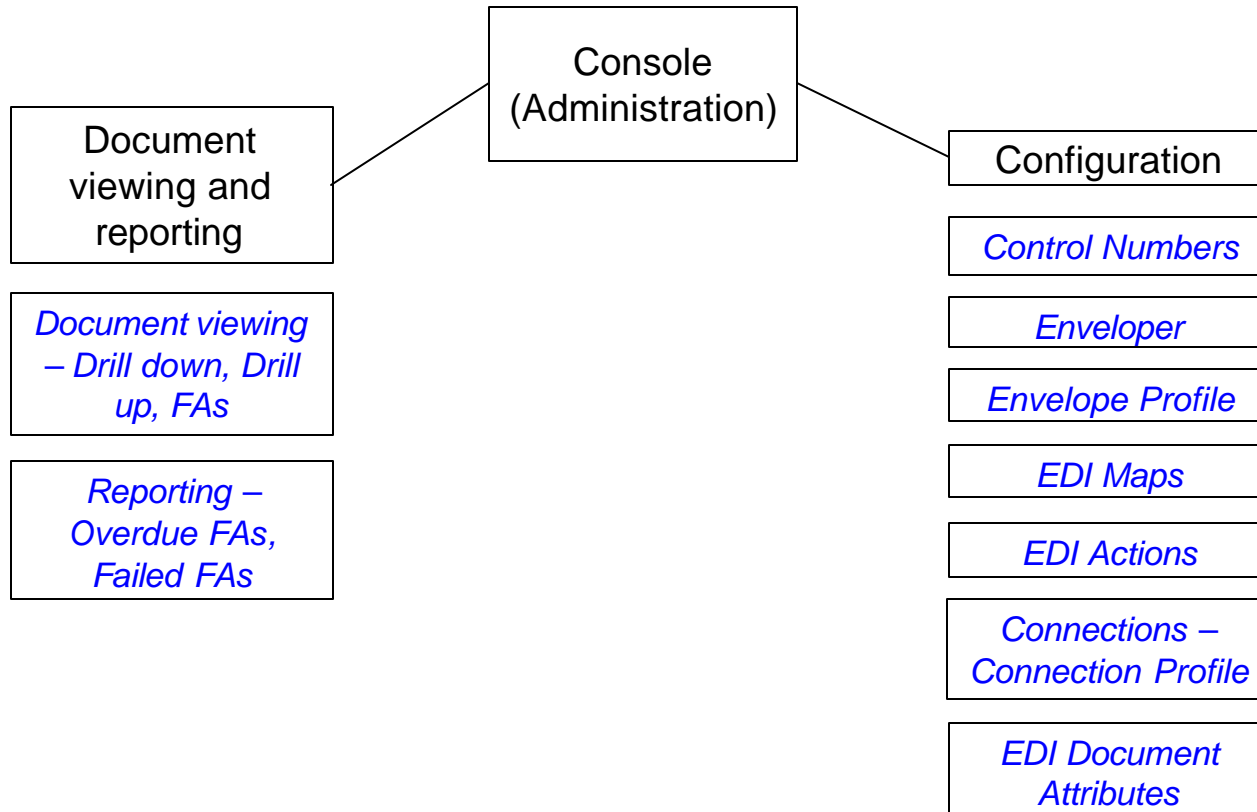 Console
(Administration)
Document
viewing and
reporting
Document viewing
– Drill down, Drill
up, FAs
Reporting –
Overdue FAs,
Failed FAs
Configuration
Control Numbers
Enveloper
Envelope Profile
EDI Maps
EDI Actions
Connections –
Connection Profile
EDI Document
Attributes